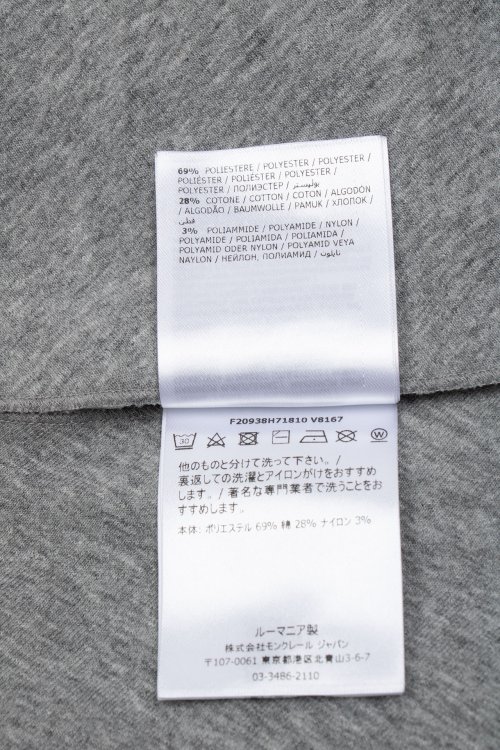 69% POLIESTERE / POLYESTER / POLYESTER /
POLIÉSTER / POLIÉSTER / POLYESTER /
POLYESTER / ПОЛИЭСТЕР / بوليستر
28% COTONE / COTTON / COTON / ALGODON
/ ALGODÃO / BAUMWOLLE / PAMUK / ХЛОПОК /
قطن
3% POLIAMMIDE / POLYAMIDE / NYLON /
POLYAMIDE / POLIAMIDA / POLIAMIDA /
POLYAMID ODER NYLON / POLYAMID VEYA
NAYLON / НЕЙЛОН, ПОЛИАМИД / نايلون
F20938H71810 V8167
30
W
他のものと分けて洗って下さい。/
裏返しての洗濯とアイロンがけをおすすめ
します。/ 著名な専門業者で洗うことをお
すすめします。
本体: ポリエステル 69% 綿 28% ナイロン 3%
ルーマニア製
株式会社モンクレール ジャパン
〒107-0061 東京都港区北青山3-6-7
03-3486-2110